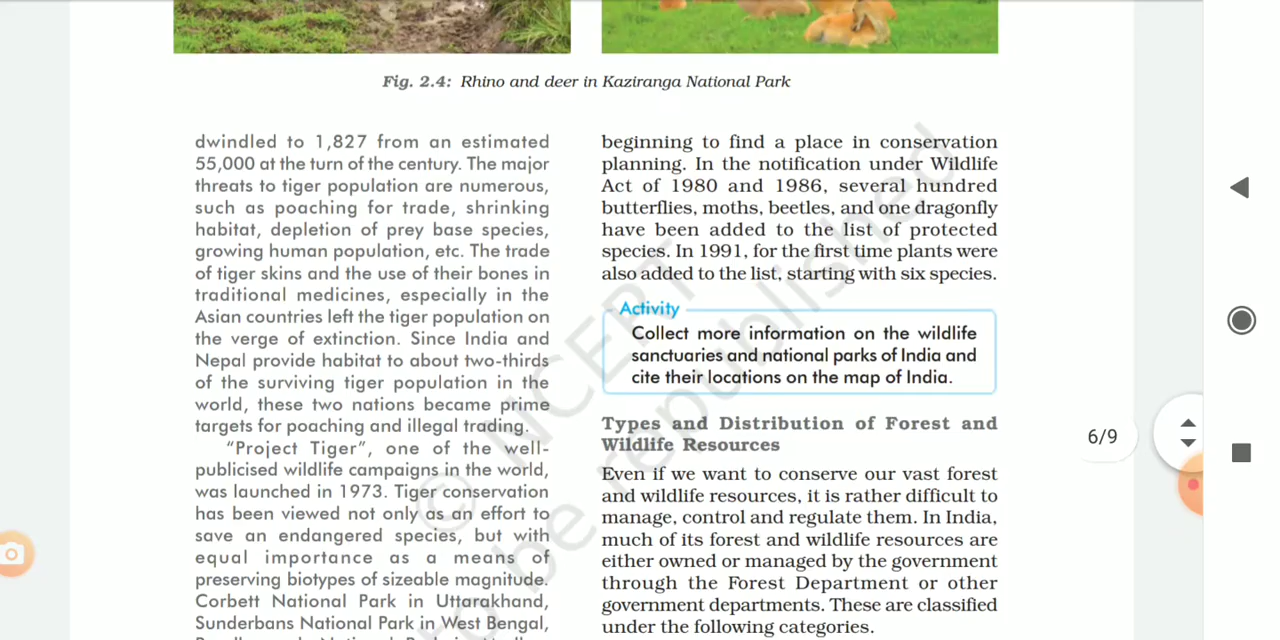 Fig. 2.4: Rhino and deer in Kaziranga National Park
dwindled to 1,827 from an estimated
55,000 at the turn of the century. The major
threats to tiger population are numerous,
such as poaching for trade, shrinking
habitat, depletion of prey base species,
growing human population, etc. The trade
of tiger skins and the use of their bones in
traditional medicines, especially in the
Asian countries left the tiger population on
the verge of extinction. Since India and
Nepal provide habitat to about two-thirds
of the surviving tiger population in the
world, these two nations became prime
targets for poaching and illegal trading.
"Project Tiger", one of the well-
publicised wildlife campaigns in the world,
was launched in 1973. Tiger conservation
has been viewed not only as an effort to
save an endangered species, but with
equal importance as a means of
preserving biotypes of sizeable magnitude.
Corbett National Park in Uttarakhand,
Sunderbans National Park in West Bengal,
beginning to find a place in conservation
planning. In the notification under Wildlife
Act of 1980 and 1986, several hundred
butterflies, moths, beetles, and one dragonfly
have been added to the list of protected
species. In 1991, for the first time plants were
also added to the list, starting with six species.
Activity
Collect more information on the wildlife
sanctuaries and national parks of India and
cite their locations on the map of India.
Types and Distribution of Forest and
Wildlife Resources
Even if we want to conserve our vast forest
and wildlife resources, it is rather difficult to
manage, control and regulate them. In India,
much of its forest and wildlife resources are
either owned or managed by the government
through the Forest Department or other
government departments. These are classified
under the following categories.
© NCERT
to be republished
6/9